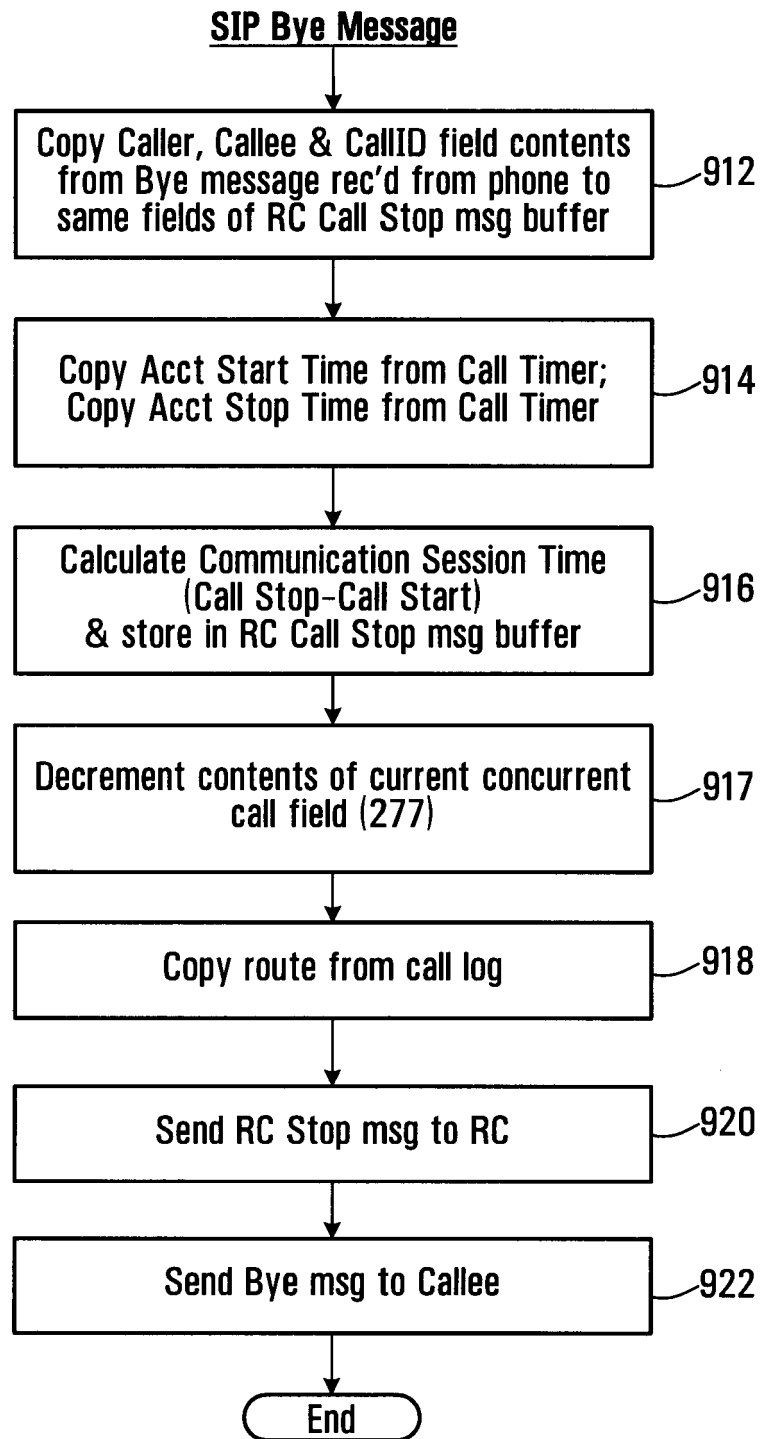 SIP Bye Message
Copy Caller, Callee & CallID field contents
from Bye message rec'd from phone to
same fields of RC Call Stop msg buffer
912
Copy Acct Start Time from Call Timer;
Copy Acct Stop Time from Call Timer
914
Calculate Communication Session Time
(Call Stop-Call Start)
& store in RC Call Stop msg buffer
916
Decrement contents of current concurrent
call field (277)
917
Copy route from call log
918
Send RC Stop msg to RC
920
Send Bye msg to Callee
922
End